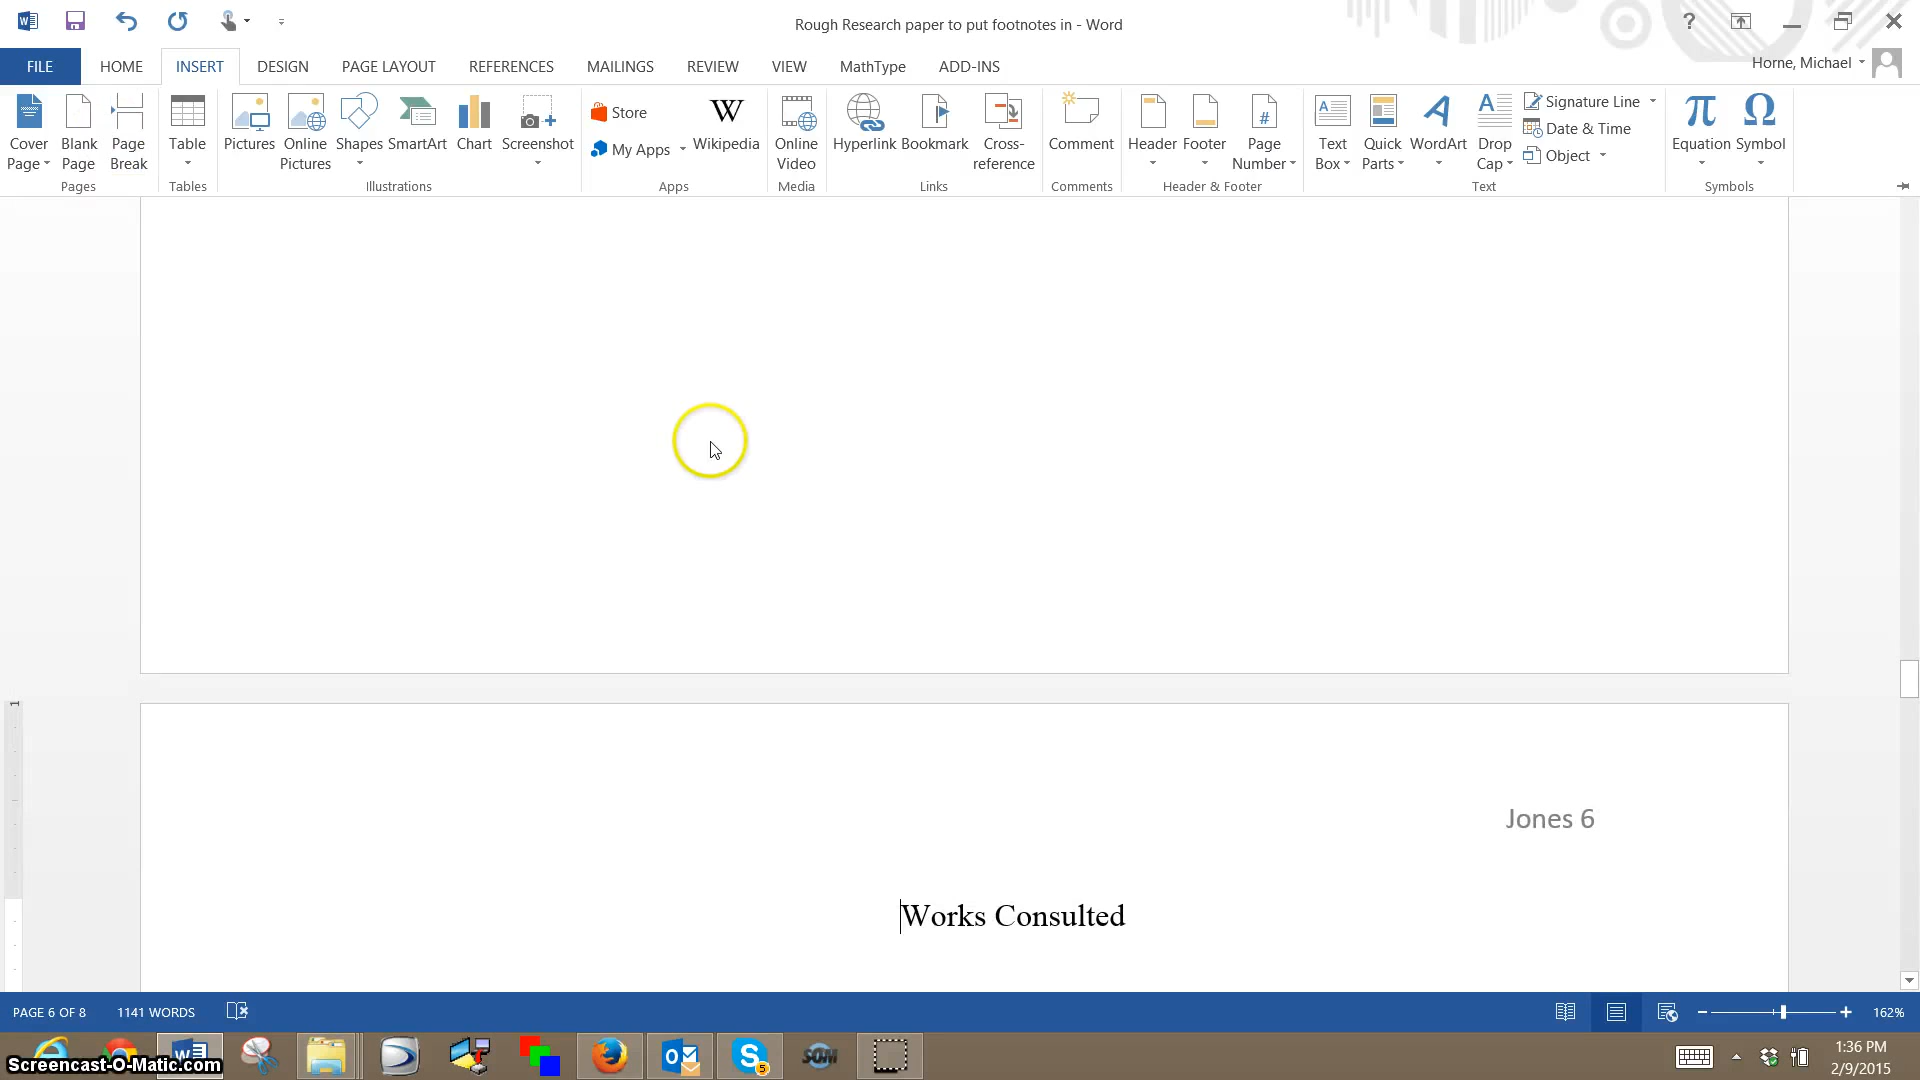 Rough Research paper to put footnotes in - Word
?
FILE HOME INSERT DESIGN PAGE LAYOUT REFERENCES MAILINGS REVIEW VIEW MathType ADD-INS
Horne, Michael
Cover Page
Blank Page
Page Break
Pages
Table
Tables
Pictures
Online Pictures
Shapes
SmartArt
Chart
Screenshot
Illustrations
Store
My Apps
W
Wikipedia
Apps
Online Video
Media
Hyperlink
Bookmark
Cross-reference
Links
Comment
Comments
Header
Footer
#
Page Number
Header & Footer
A
Text Box
Quick Parts
A
WordArt
A
Drop Cap
Signature Line
Date & Time
Object
Text
π
Equation
Ω
Symbol
Symbols
1
Jones 6
Works Consulted
PAGE 6 OF 8 1141 WORDS
162%
S
5
SOM
Screencast-O-Matic.com
1:36 PM
2/9/2015